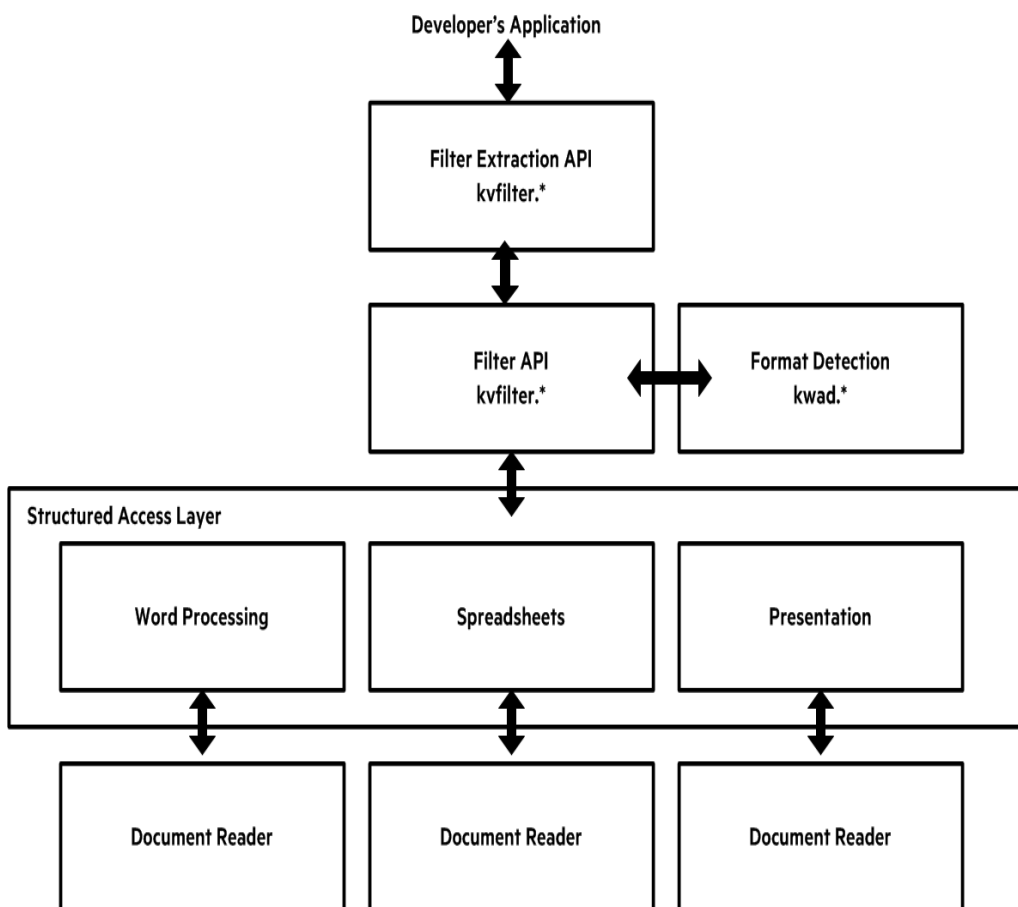 Developer's Application
Filter Extraction API
kvfilter.*
Filter API
kvfilter.*
Format Detection
kwad.*
Structured Access Layer
Word Processing
Spreadsheets
Presentation
Document Reader
Document Reader
Document Reader